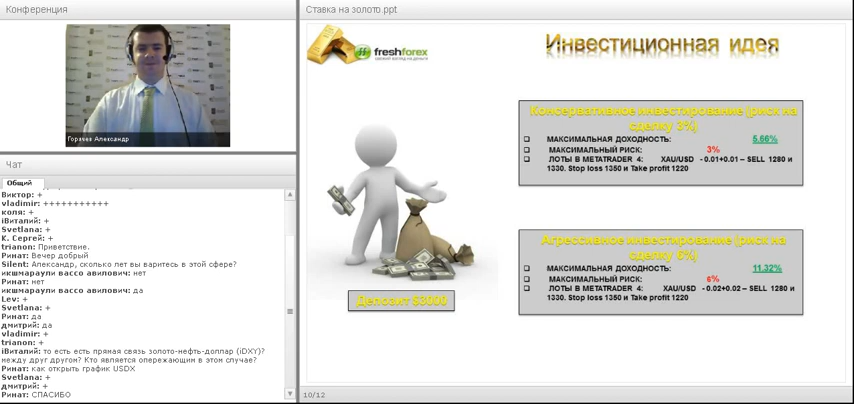 Конференция
Горачев Александр
Чат
Общий
Виктор: +
vladimir: +++++++++++
коля: +
iВиталий: +
Svetlana: +
К. Сергей: +
trianon: Приветствие.
Ринат: Вечер добрый
Silent: Александр, сколько лет вы варитесь в этой сфере?
икшмараули вассо авилович: нет
Ринат: нет
икшмараули вассо авилович: да
Lev: +
Svetlana: +
Ринат: да
дмитрий: да
vladimir: +
trianon: +
iВиталий: то есть есть прямая связь золото-нефть-доллар (iDXY)?
между друг другом? Кто является опережающим в этом случае?
Ринат: как открыть график USDX
Svetlana: +
дмитрий: +
Ринат: СПАСИБО
Ставка на золото.ppt
freshforex
свежий взгляд на деньги
Инвестиционная идея
Консервативное инвестирование (риск на
сделку 3%)
МАКСИМАЛЬНАЯ ДОХОДНОСТЬ: 5.66%
МАКСИМАЛЬНЫЙ РИСК: 3%
ЛОТЫ В METATRADER 4: XAU/USD - 0.01+0.01 – SELL 1280 и
1330. Stop loss 1350 и Take profit 1220
Агрессивное инвестирование (риск на
сделку 6%)
МАКСИМАЛЬНАЯ ДОХОДНОСТЬ: 11.32%
МАКСИМАЛЬНЫЙ РИСК: 6%
ЛОТЫ В METATRADER 4: XAU/USD - 0.02+0.02 – SELL 1280 и
1330. Stop loss 1350 и Take profit 1220
Депозит $3000
10/12